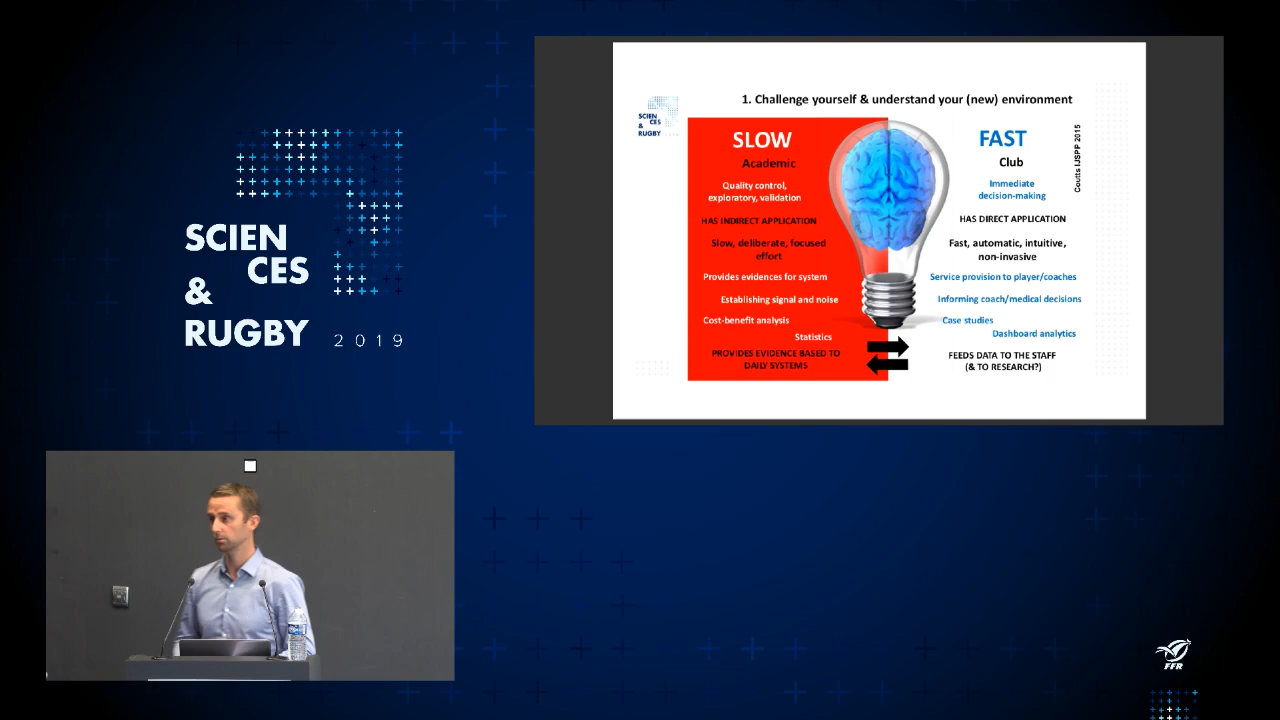 SCIEN
CES
&
RUGBY 2019
1. Challenge yourself & understand your (new) environment
SCIEN
CES
&
RUGBY
SLOW
Academic
Quality control,
exploratory, validation
HAS INDIRECT APPLICATION
Slow, deliberate, focused
effort
Provides evidences for system
Establishing signal and noise
Cost-benefit analysis
Statistics
PROVIDES EVIDENCE BASED TO
DAILY SYSTEMS
FAST
Club
Immediate
decision-making
HAS DIRECT APPLICATION
Fast, automatic, intuitive,
non-invasive
Service provision to player/coaches
Informing coach/medical decisions
Case studies
Dashboard analytics
FEEDS DATA TO THE STAFF
(& TO RESEARCH?)
Coutts IJSPP 2015
FFR